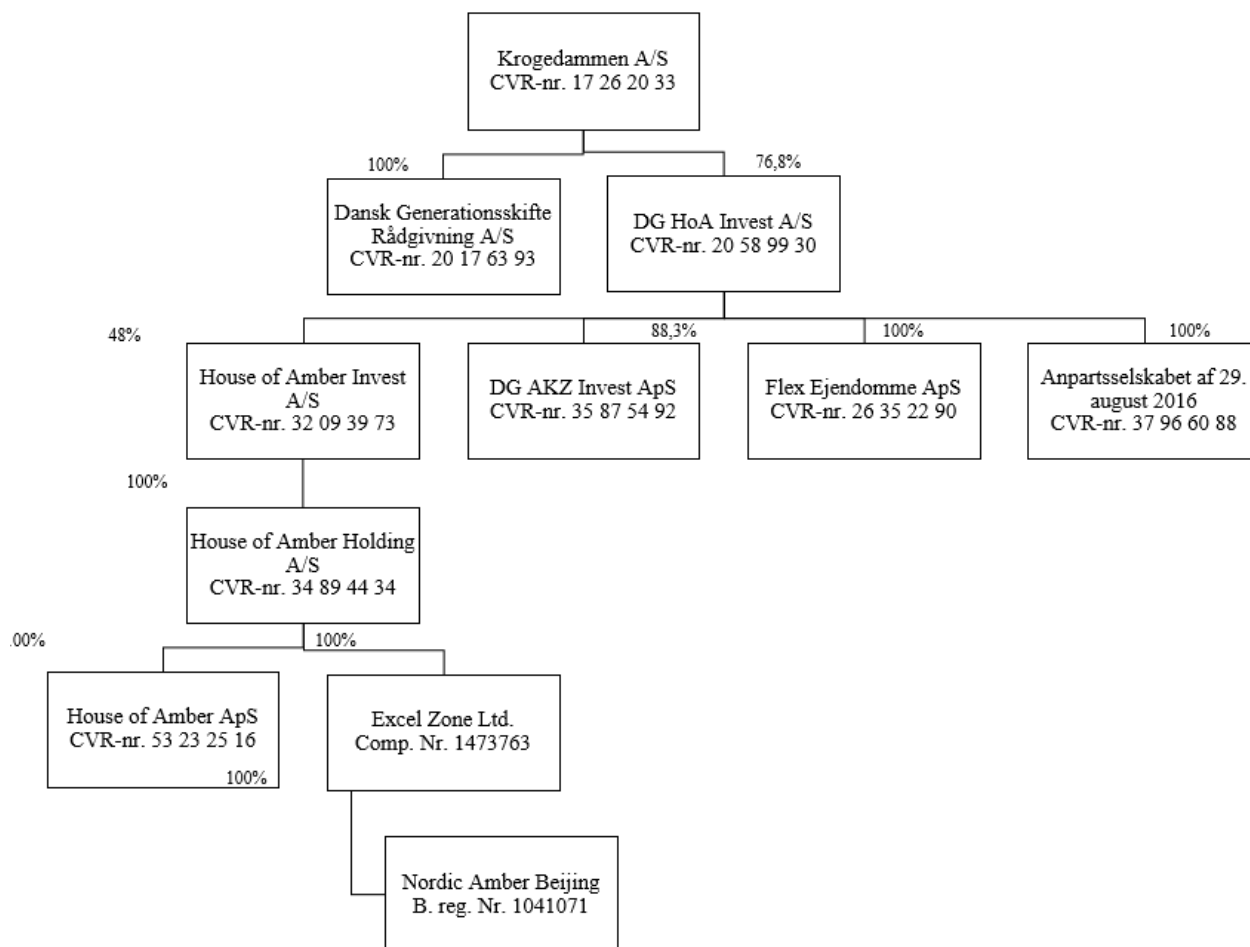 Krogedammen A/S
CVR-nr. 17 26 20 33
100%
76,8%
Dansk Generationsskifte
Rådgivning A/S
CVR-nr. 20 17 63 93
DG HoA Invest A/S
CVR-nr. 20 58 99 30
48%
88,3%
100%
100%
House of Amber Invest
A/S
CVR-nr. 32 09 39 73
DG AKZ Invest ApS
CVR-nr. 35 87 54 92
Flex Ejendomme ApS
CVR-nr. 26 35 22 90
Anpartsselskabet af 29.
august 2016
CVR-nr. 37 96 60 88
100%
House of Amber Holding
A/S
CVR-nr. 34 89 44 34
.00%
100%
House of Amber ApS
CVR-nr. 53 23 25 16
100%
Excel Zone Ltd.
Comp. Nr. 1473763
Nordic Amber Beijing
B. reg. Nr. 1041071